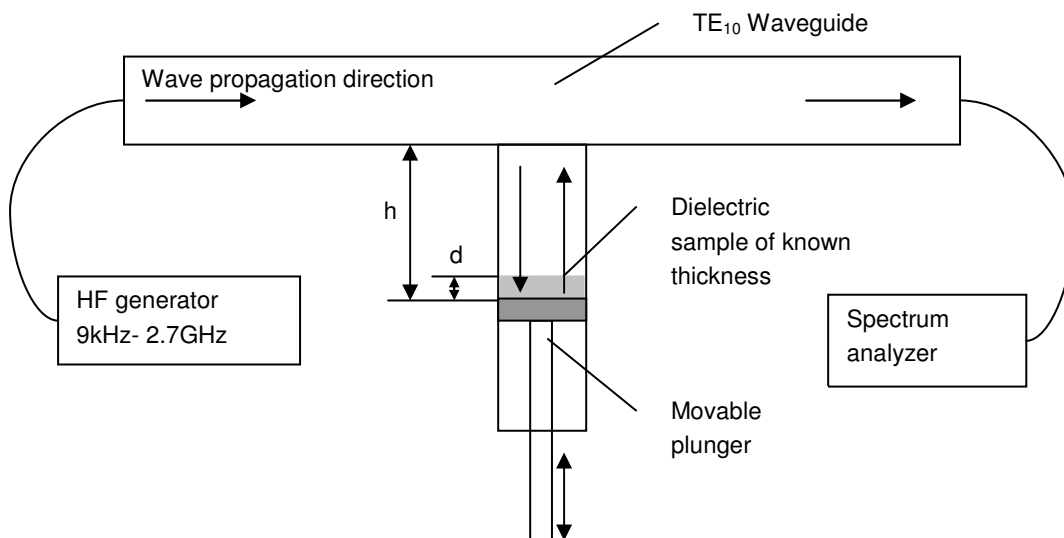 TE₁₀ Waveguide
Wave propagation direction
h
d
Dielectric
sample of known
thickness
HF generator
9kHz- 2.7GHz
Spectrum
analyzer
Movable
plunger